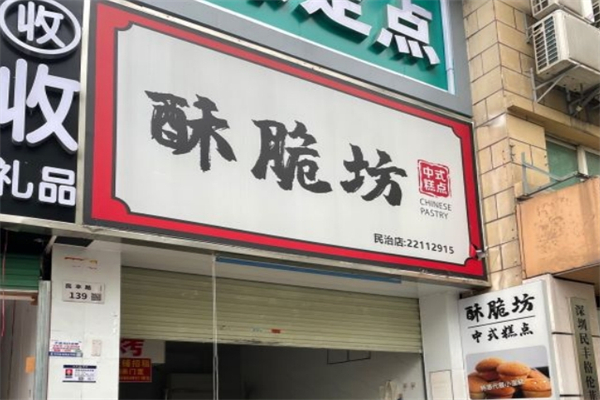 定点
收
收
礼品
酥脆坊
中式
糕点
CHINESE
PASTRY
民治店:22112915
139
酥脆坊
中式糕点